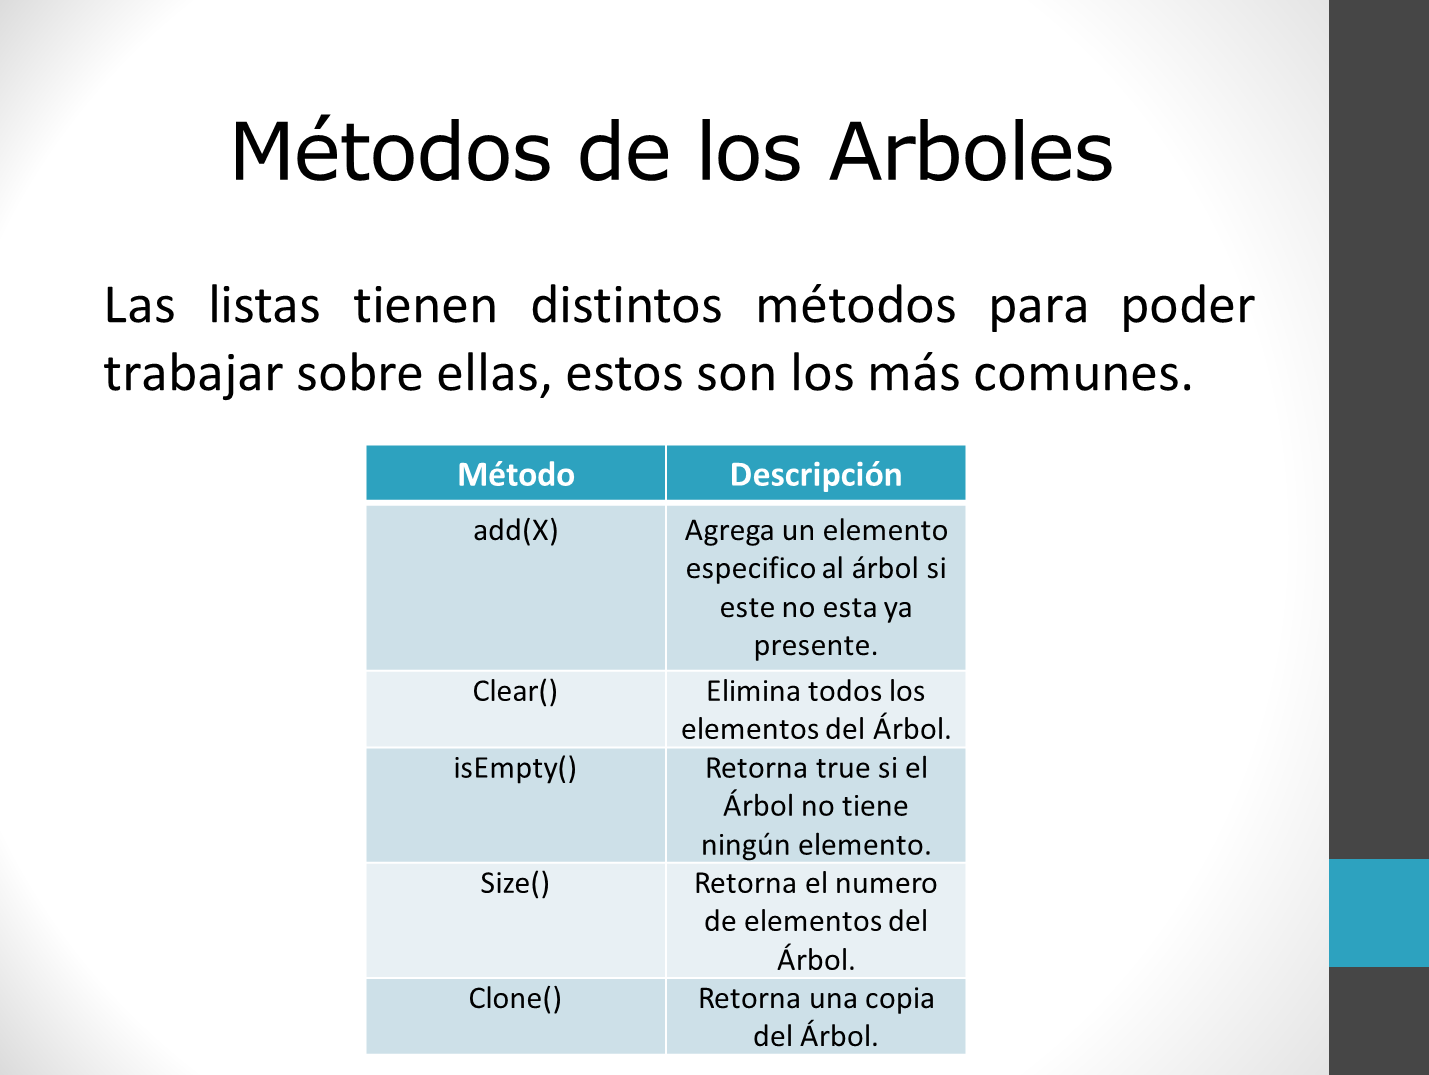 Métodos de los Arboles
Las listas tienen distintos métodos para poder
trabajar sobre ellas, estos son los más comunes.
Método
Descripción
add(X)
Agrega un elemento
especifico al árbol si
este no esta ya
presente.
Clear()
Elimina todos los
elementos del Árbol.
isEmpty()
Retorna true si el
Árbol no tiene
ningún elemento.
Size()
Retorna el numero
de elementos del
Árbol.
Clone()
Retorna una copia
del Árbol.